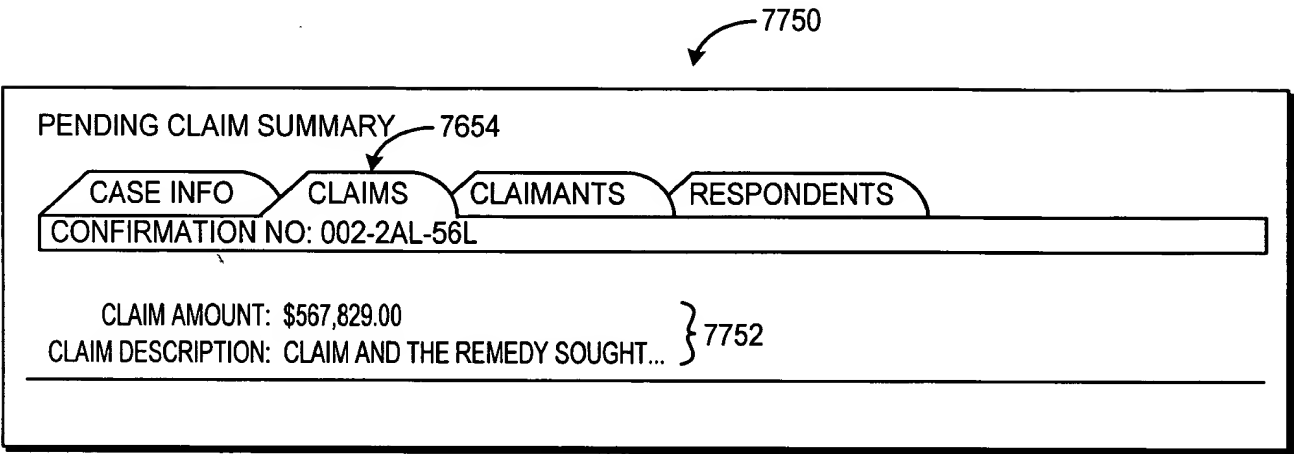 7750
PENDING CLAIM SUMMARY 7654
CASE INFO CLAIMS CLAIMANTS RESPONDENTS
CONFIRMATION NO: 002-2AL-56L
CLAIM AMOUNT: $567,829.00
CLAIM DESCRIPTION: CLAIM AND THE REMEDY SOUGHT...
7752